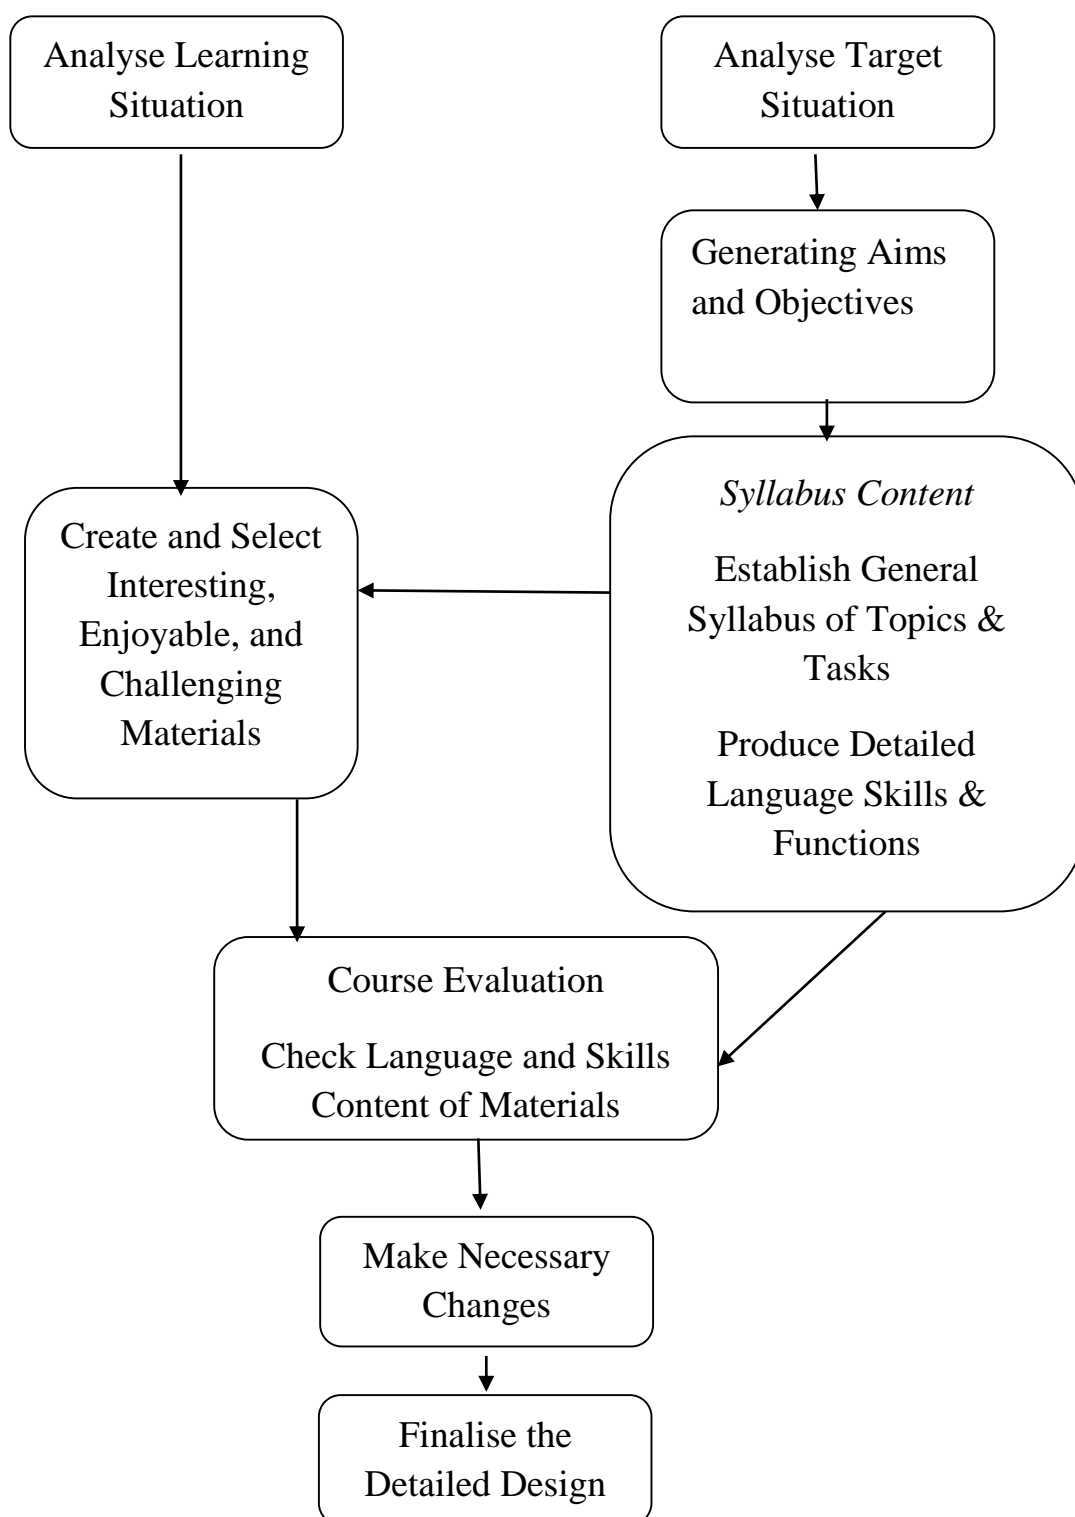 Analyse Learning
Situation
Analyse Target
Situation
Generating Aims
and Objectives
Syllabus Content
Establish General
Syllabus of Topics &
Tasks
Produce Detailed
Language Skills &
Functions
Create and Select
Interesting,
Enjoyable, and
Challenging
Materials
Course Evaluation
Check Language and Skills
Content of Materials
Make Necessary
Changes
Finalise the
Detailed Design